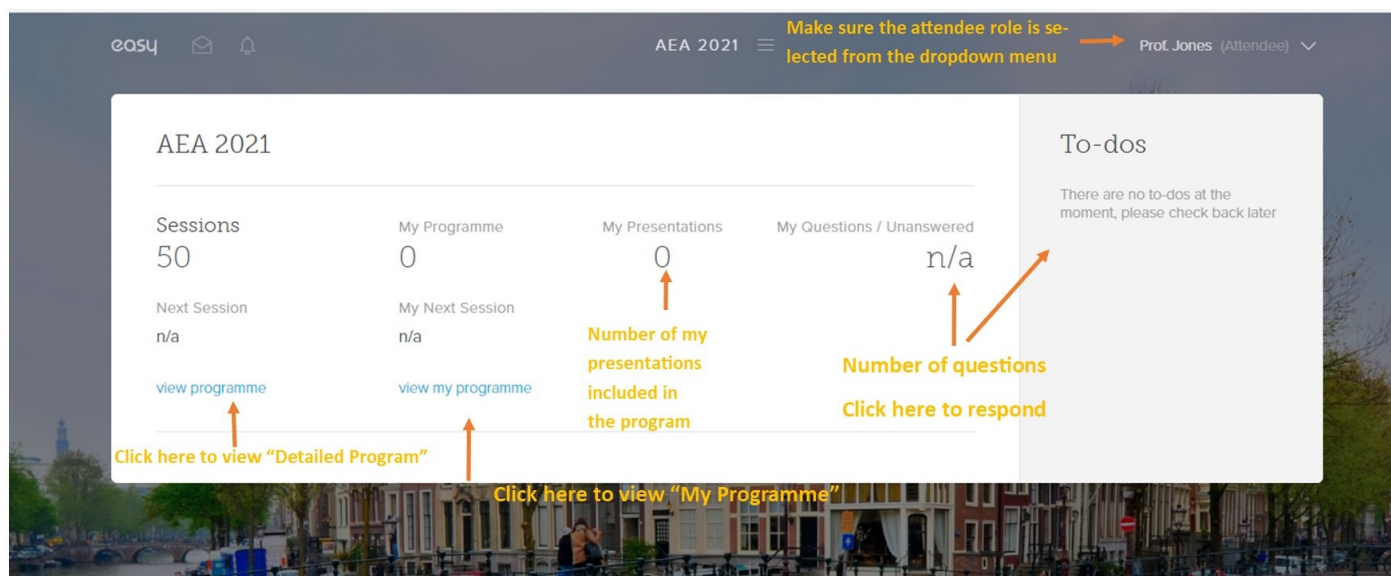 easy
AEA 2021
Make sure the attendee role is se-
lected from the dropdown menu
Prof. Jones (Attendee)
AEA 2021
Sessions
50
My Programme
0
My Presentations
0
My Questions / Unanswered
n/a
Next Session
n/a
My Next Session
n/a
view programme
view my programme
Number of my
presentations
included in
the program
Number of questions
Click here to respond
Click here to view “Detailed Program”
Click here to view “My Programme”
To-dos
There are no to-dos at the
moment, please check back later